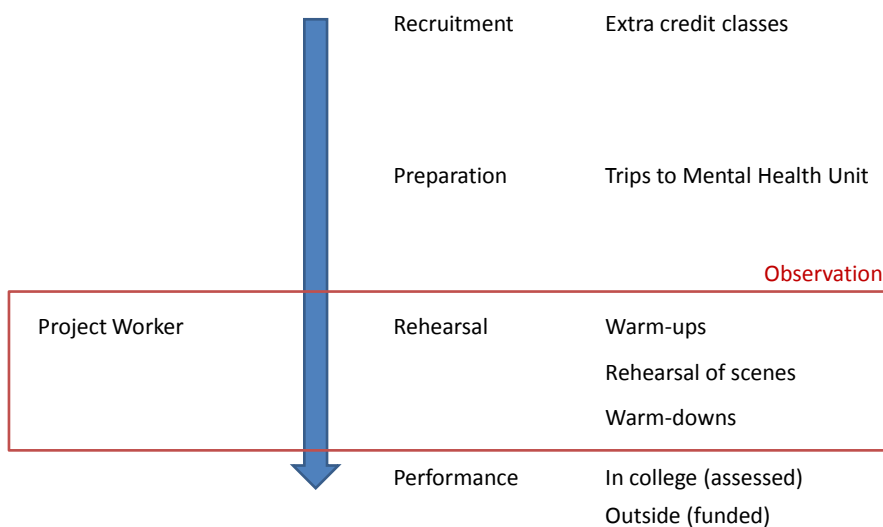 Recruitment Extra credit classes
Preparation Trips to Mental Health Unit
Observation
Project Worker Rehearsal Warm-ups
Rehearsal of scenes
Warm-downs
Performance In college (assessed)
Outside (funded)